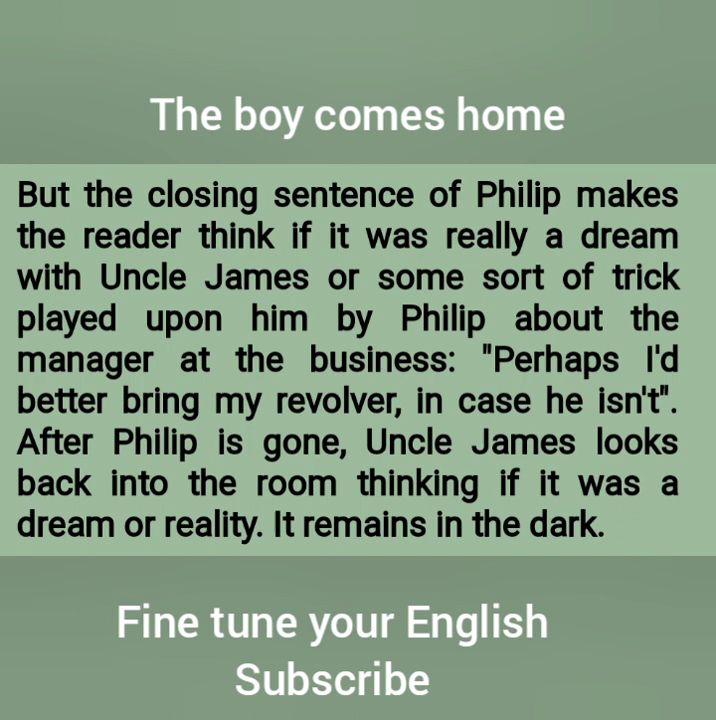 The boy comes home
But the closing sentence of Philip makes
the reader think if it was really a dream
with Uncle James or some sort of trick
played upon him by Philip about the
manager at the business: "Perhaps I'd
better bring my revolver, in case he isn't".
After Philip is gone, Uncle James looks
back into the room thinking if it was a
dream or reality. It remains in the dark.
Fine tune your English
Subscribe